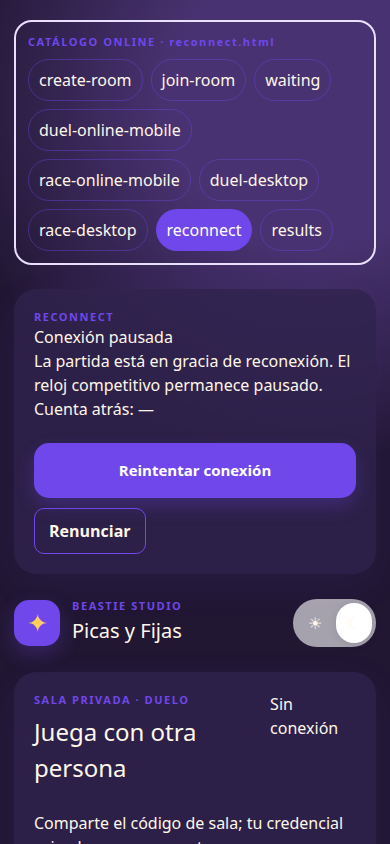 CATÁLOGO ONLINE · reconnect.html
create-room join-room waiting
duel-online-mobile
race-online-mobile duel-desktop
race-desktop reconnect results
RECONNECT
Conexión pausada
La partida está en gracia de reconexión. El
reloj competitivo permanece pausado.
Cuenta atrás: —
Reintentar conexión
Renunciar
BEASTIE STUDIO
Picas y Fijas
SALA PRIVADA · DUELO
Sin
conexión
Juega con otra
persona
Comparte el código de sala; tu credencial